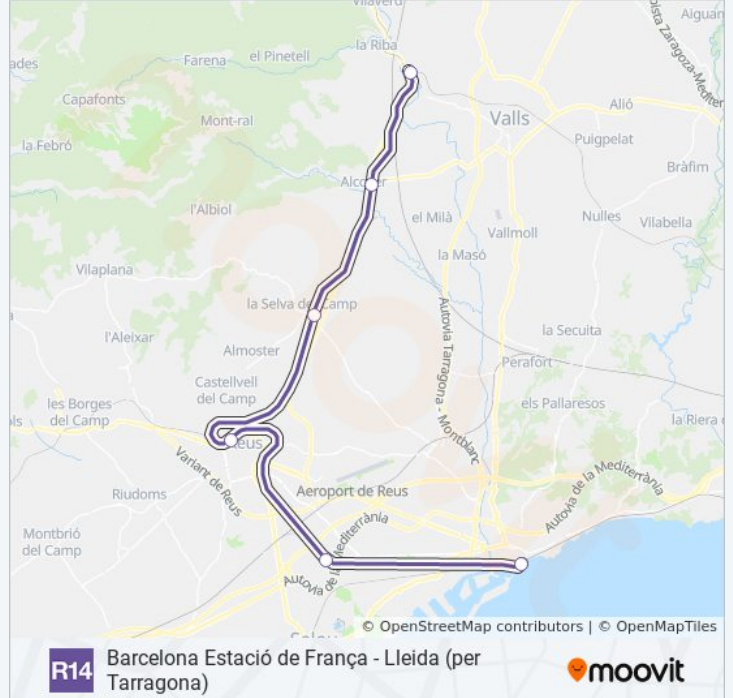 Vilaverd
Aiguam
la Riba
ades
Farena
el Pinetell
Capafonts
Alió
Mont-ral
Valls
Puigpelat
la Febró
Bràfim
Alcover
l'Albiol
el Milà
Nulles
Vilabella
Vallmoll
la Masó
Vilaplana
la Selva del Camp
l'Aleixar
Almoster
la Secuita
Autovia Tarragona - Montblanc
Perafort
Castellvell
del Camp
les Borges
del Camp
els Pallaresos
la Riera
Reus
Variant de Reus
Riudoms
Aeroport de Reus
Autovia de la Mediterrània
Montbrió
del Camp
Autovia de la Mediterrània
Salou
© OpenStreetMap contributors | © OpenMapTiles
R14
Barcelona Estació de França - Lleida (per
Tarragona)
moovit